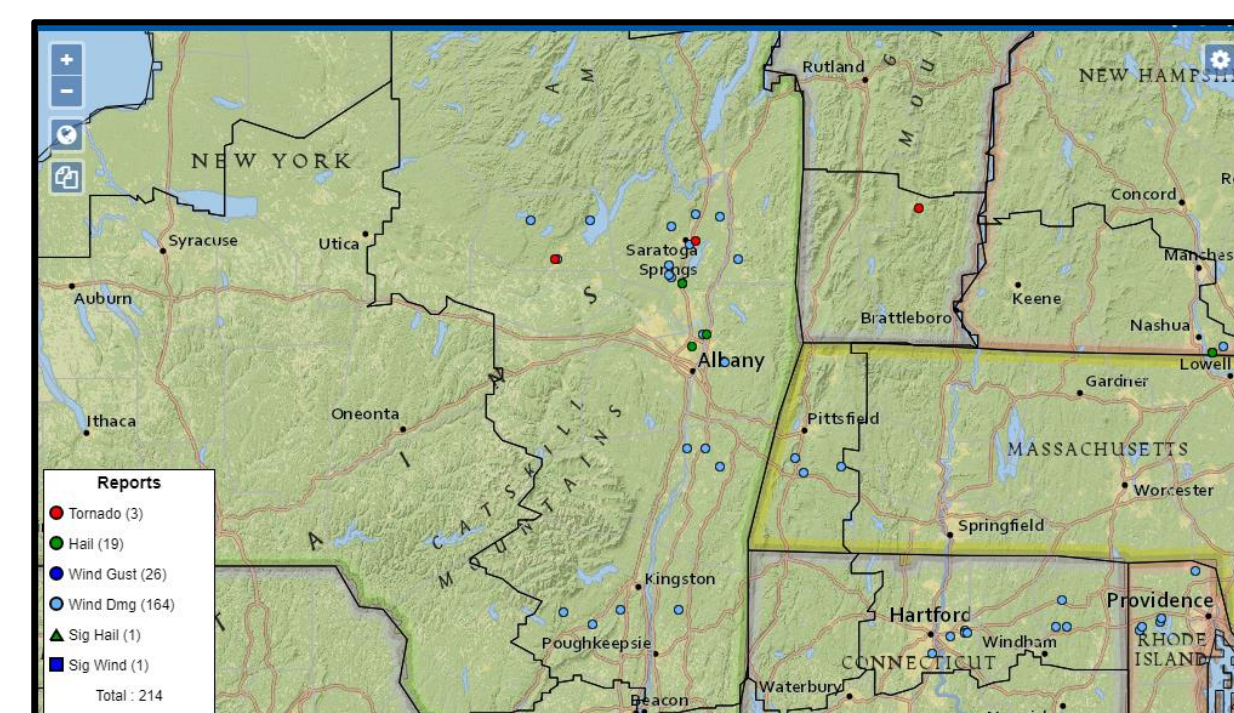 Rutland
NEW HAMPSHI
NEW YORK
Concord
Syracuse
Utica
Saratoga
Springs
Manches
Auburn
Keene
Brattleboro
Nashua
Albany
Lowell
Gardner
Ithaca
Oneonta
Pittsfield
MASSACHUSETTS
CATSKILL
MOUNTAINS
Worcester
Springfield
Kingston
Hartford
Providence
Poughkeepsie
Windham
RHODE
ISLAND
CONNECTICUT
Waterbury
Beacon
Reports
Tornado (3)
Hail (19)
Wind Gust (26)
Wind Dmg (164)
Sig Hail (1)
Sig Wind (1)
Total : 214